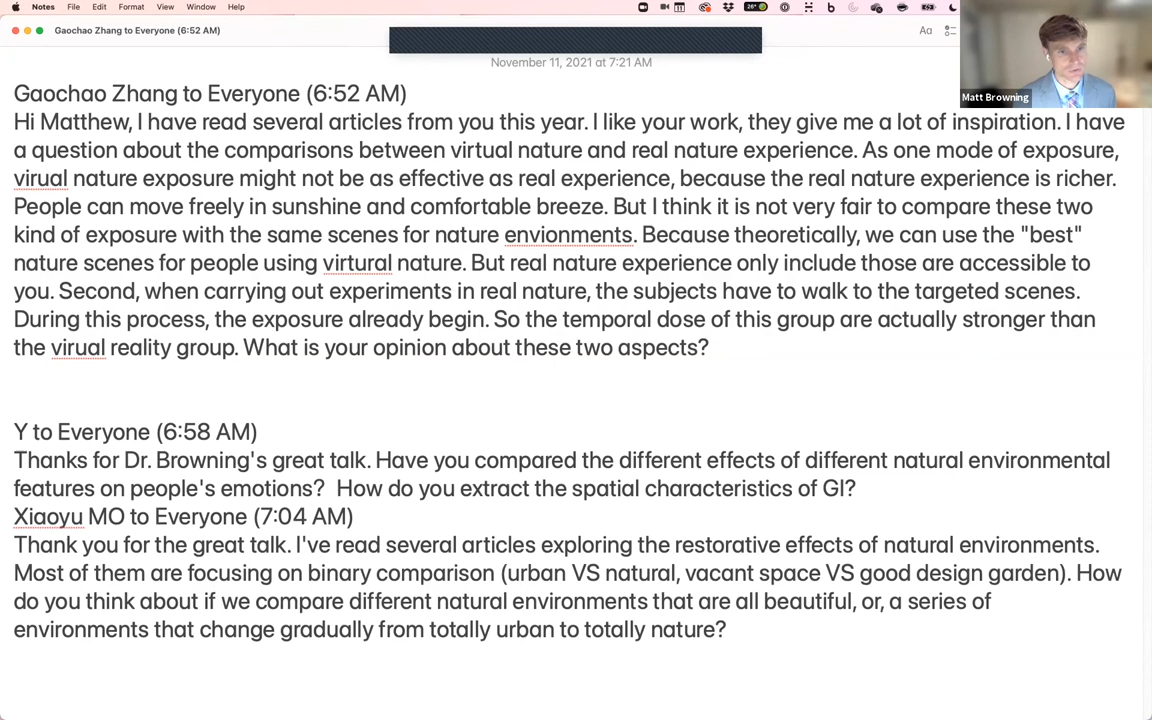 Notes File Edit Format View Window Help
Gaochao Zhang to Everyone (6:52 AM)
Aa
November 11, 2021 at 7:21 AM
Matt Browning
Gaochao Zhang to Everyone (6:52 AM)
Hi Matthew, I have read several articles from you this year. I like your work, they give me a lot of inspiration. I have
a question about the comparisons between virtual nature and real nature experience. As one mode of exposure,
virual nature exposure might not be as effective as real experience, because the real nature experience is richer.
People can move freely in sunshine and comfortable breeze. But I think it is not very fair to compare these two
kind of exposure with the same scenes for nature envionments. Because theoretically, we can use the "best"
nature scenes for people using virtural nature. But real nature experience only include those are accessible to
you. Second, when carrying out experiments in real nature, the subjects have to walk to the targeted scenes.
During this process, the exposure already begin. So the temporal dose of this group are actually stronger than
the virual reality group. What is your opinion about these two aspects?
Y to Everyone (6:58 AM)
Thanks for Dr. Browning's great talk. Have you compared the different effects of different natural environmental
features on people's emotions?  How do you extract the spatial characteristics of GI?
Xiaoyu MO to Everyone (7:04 AM)
Thank you for the great talk. I've read several articles exploring the restorative effects of natural environments.
Most of them are focusing on binary comparison (urban VS natural, vacant space VS good design garden). How
do you think about if we compare different natural environments that are all beautiful, or, a series of
environments that change gradually from totally urban to totally nature?